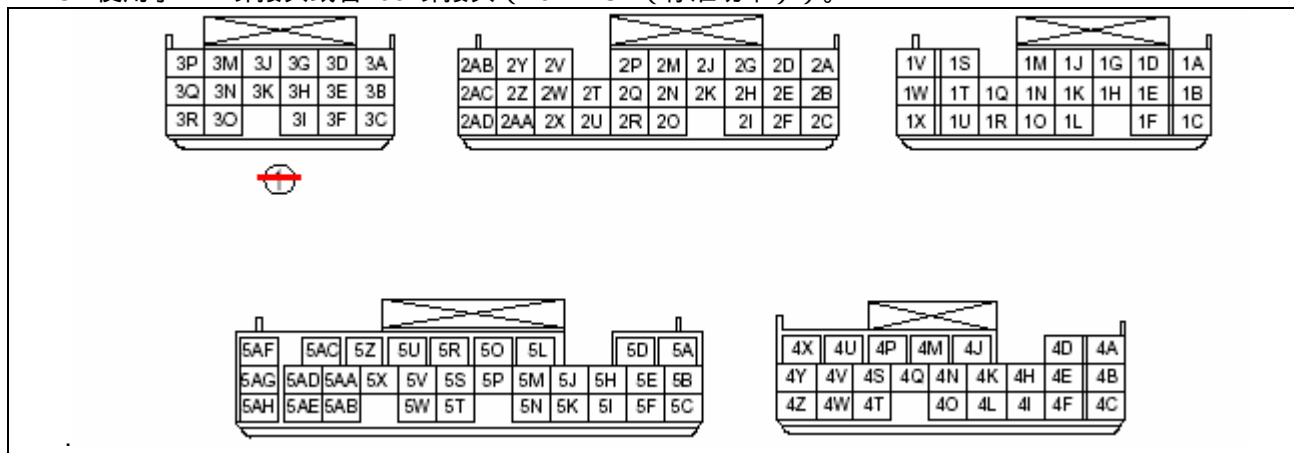 3P 3M 3J 3G 3D 3A
3Q 3N 3K 3H 3E 3B
3R 3O 3I 3F 3C
2AB 2Y 2V 2P 2M 2J 2G 2D 2A
2AC 2Z 2W 2T 2Q 2N 2K 2H 2E 2B
2AD 2AA 2X 2U 2R 2O 2I 2F 2C
1V 1S 1M 1J 1G 1D 1A
1W 1T 1Q 1N 1K 1H 1E 1B
1X 1U 1R 1O 1L 1F 1C
1
5AF 5AC 5Z 5U 5R 5O 5L 5D 5A
5AG 5AD 5AA 5X 5V 5S 5P 5M 5J 5H 5E 5B
5AH 5AE 5AB 5W 5T 5N 5K 5I 5F 5C
4X 4U 4P 4M 4J 4D 4A
4Y 4V 4S 4Q 4N 4K 4H 4E 4B
4Z 4W 4T 4O 4L 4I 4F 4C